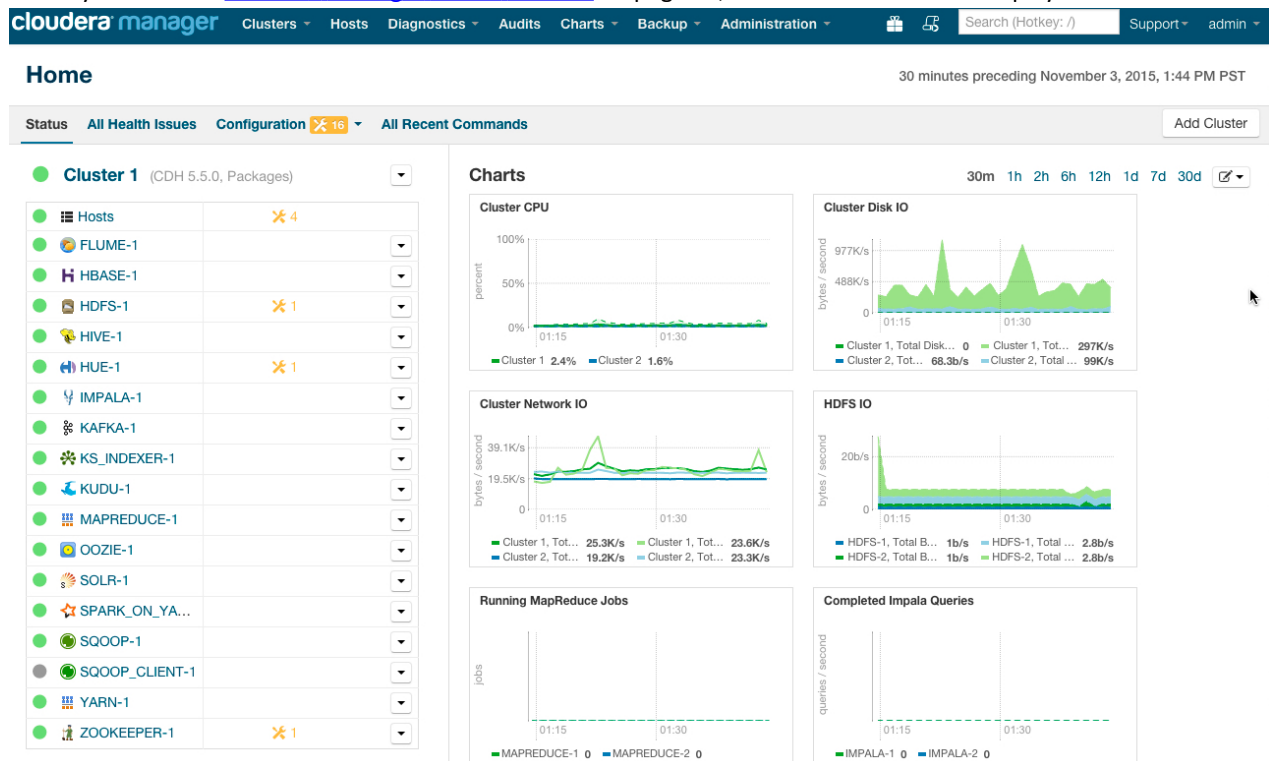 cloudera manager Clusters Hosts Diagnostics Audits Charts Backup Administration Search (Hotkey: /) Support admin
Home
30 minutes preceding November 3, 2015, 1:44 PM PST
Status All Health Issues Configuration 16 All Recent Commands Add Cluster
Cluster 1 (CDH 5.5.0, Packages)
Hosts 4
FLUME-1
HBASE-1
HDFS-1 1
HIVE-1
HUE-1 1
IMPALA-1
KAFKA-1
KS_INDEXER-1
KUDU-1
MAPREDUCE-1
OOZIE-1
SOLR-1
SPARK_ON_YA...
SQOOP-1
SQOOP_CLIENT-1
YARN-1
ZOOKEEPER-1 1
Charts
30m 1h 2h 6h 12h 1d 7d 30d
Cluster CPU
percent
100%
50%
0%
01:15 01:30
Cluster 1 2.4% Cluster 2 1.6%
Cluster Disk IO
bytes / second
977K/s
488K/s
0
01:15 01:30
Cluster 1, Total Disk... 0 Cluster 1, Tot... 297K/s
Cluster 2, Tot... 68.3b/s Cluster 2, Total ... 99K/s
Cluster Network IO
bytes / second
39.1K/s
19.5K/s
0
01:15 01:30
Cluster 1, Tot... 25.3K/s Cluster 1, Tot... 23.6K/s
Cluster 2, Tot... 19.2K/s Cluster 2, Tot... 23.3K/s
HDFS IO
bytes / second
20b/s
0
01:15 01:30
HDFS-1, Total B... 1b/s HDFS-1, Total ... 2.8b/s
HDFS-2, Total B... 1b/s HDFS-2, Total ... 2.8b/s
Running MapReduce Jobs
jobs
01:15 01:30
MAPREDUCE-1 0 MAPREDUCE-2 0
Completed Impala Queries
queries / second
01:15 01:30
IMPALA-1 0 IMPALA-2 0